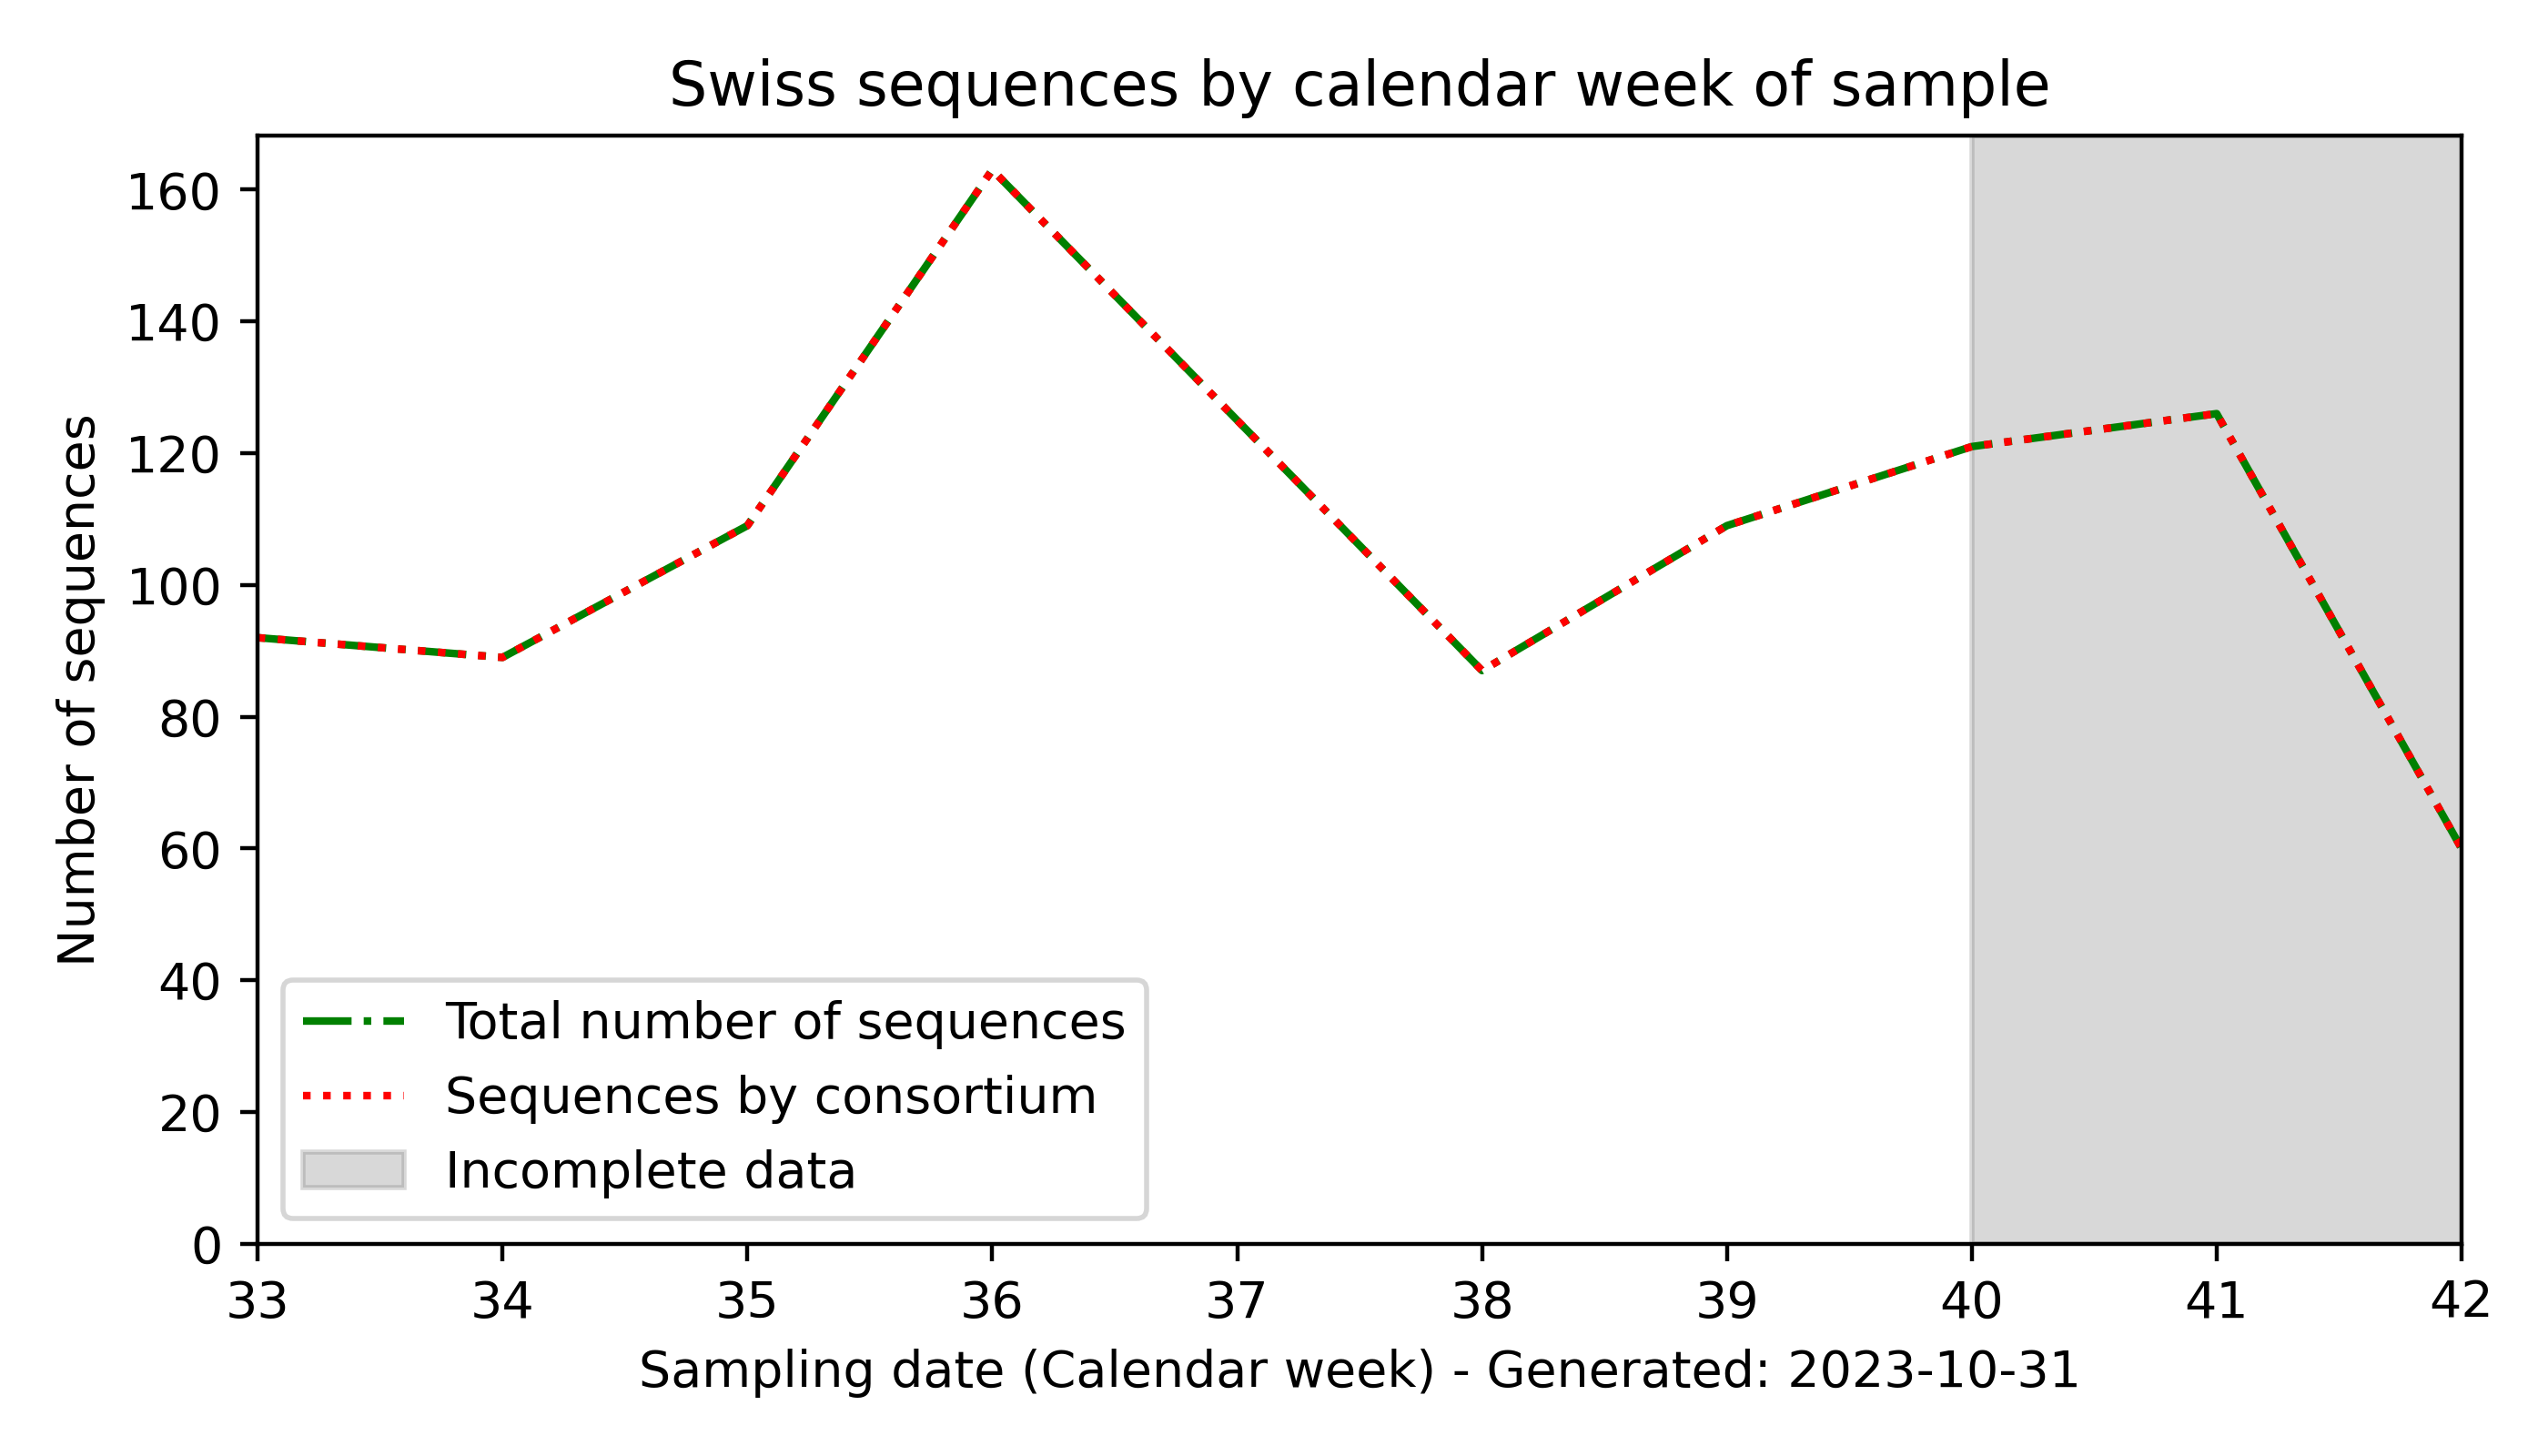 Swiss sequences by calendar week of sample
Number of sequences
160
140
120
100
80
60
40
20
0
Total number of sequences
Sequences by consortium
Incomplete data
33 34 35 36 37 38 39 40 41 42
Sampling date (Calendar week) - Generated: 2023-10-31